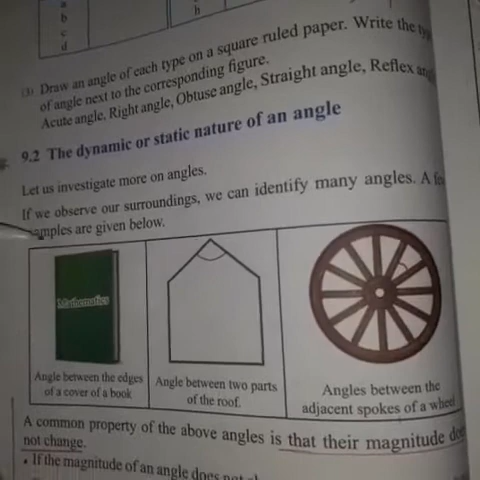 a
b
c
d
h
(3) Draw an angle of each type on a square ruled paper. Write the
of angle next to the corresponding figure.
Acute angle, Right angle, Obtuse angle, Straight angle, Reflex
9.2 The dynamic or static nature of an angle
Let us investigate more on angles.
If we observe our surroundings, we can identify many angles. A
are given below.
Mathematics
Angle between the edges
of a cover of a book
Angle between two parts
of the roof.
Angles between the
adjacent spokes of a wheel
A common property of the above angles is that their magnitude
not change.
• If the magnitude of an angle does not